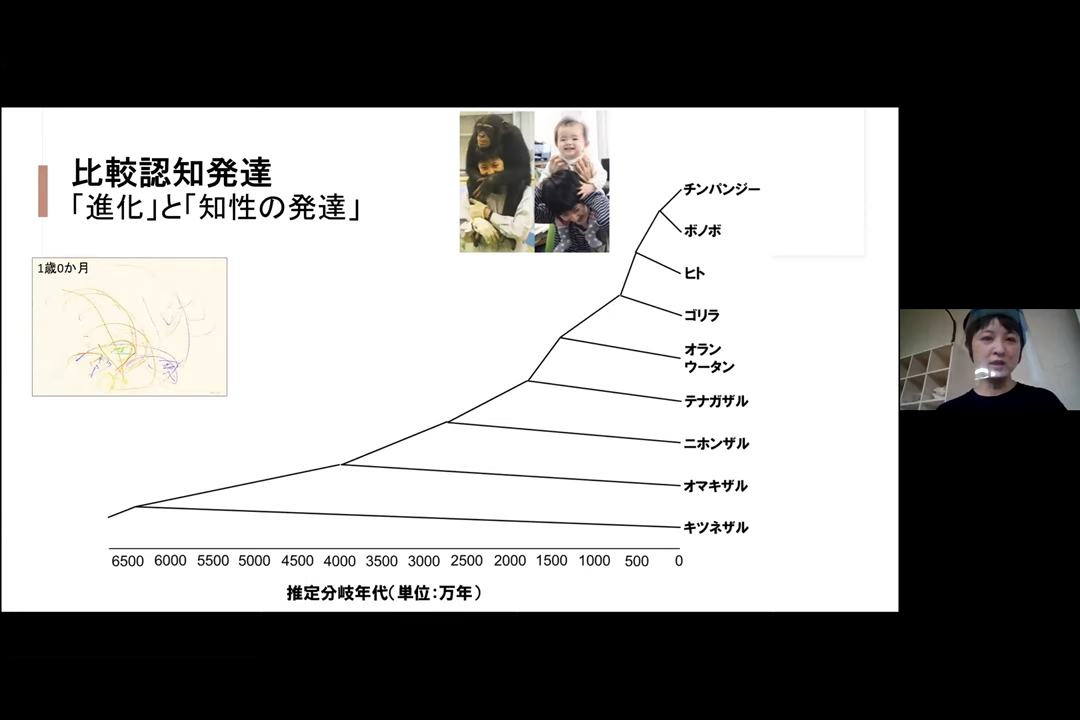 比較認知発達
「進化」と「知性の発達」
1歳0か月
チンパンジー
ボノボ
ヒト
ゴリラ
オラン
ウータン
テナガザル
ニホンザル
オマキザル
キツネザル
6500 6000 5500 5000 4500 4000 3500 3000 2500 2000 1500 1000 500 0
推定分岐年代(単位:万年)